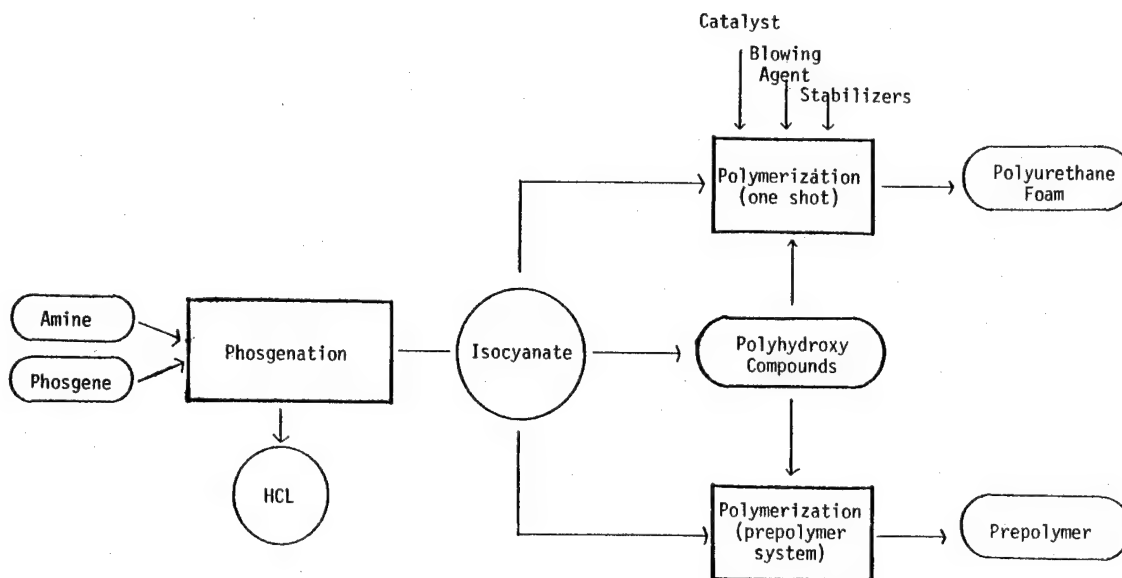 Catalyst
Blowing
Agent
Stabilizers
Polymerization
(one shot)
Polyurethane
Foam
Amine
Phosgene
Phosgenation
Isocyanate
Polyhydroxy
Compounds
HCL
Polymerization
(prepolymer
system)
Prepolymer